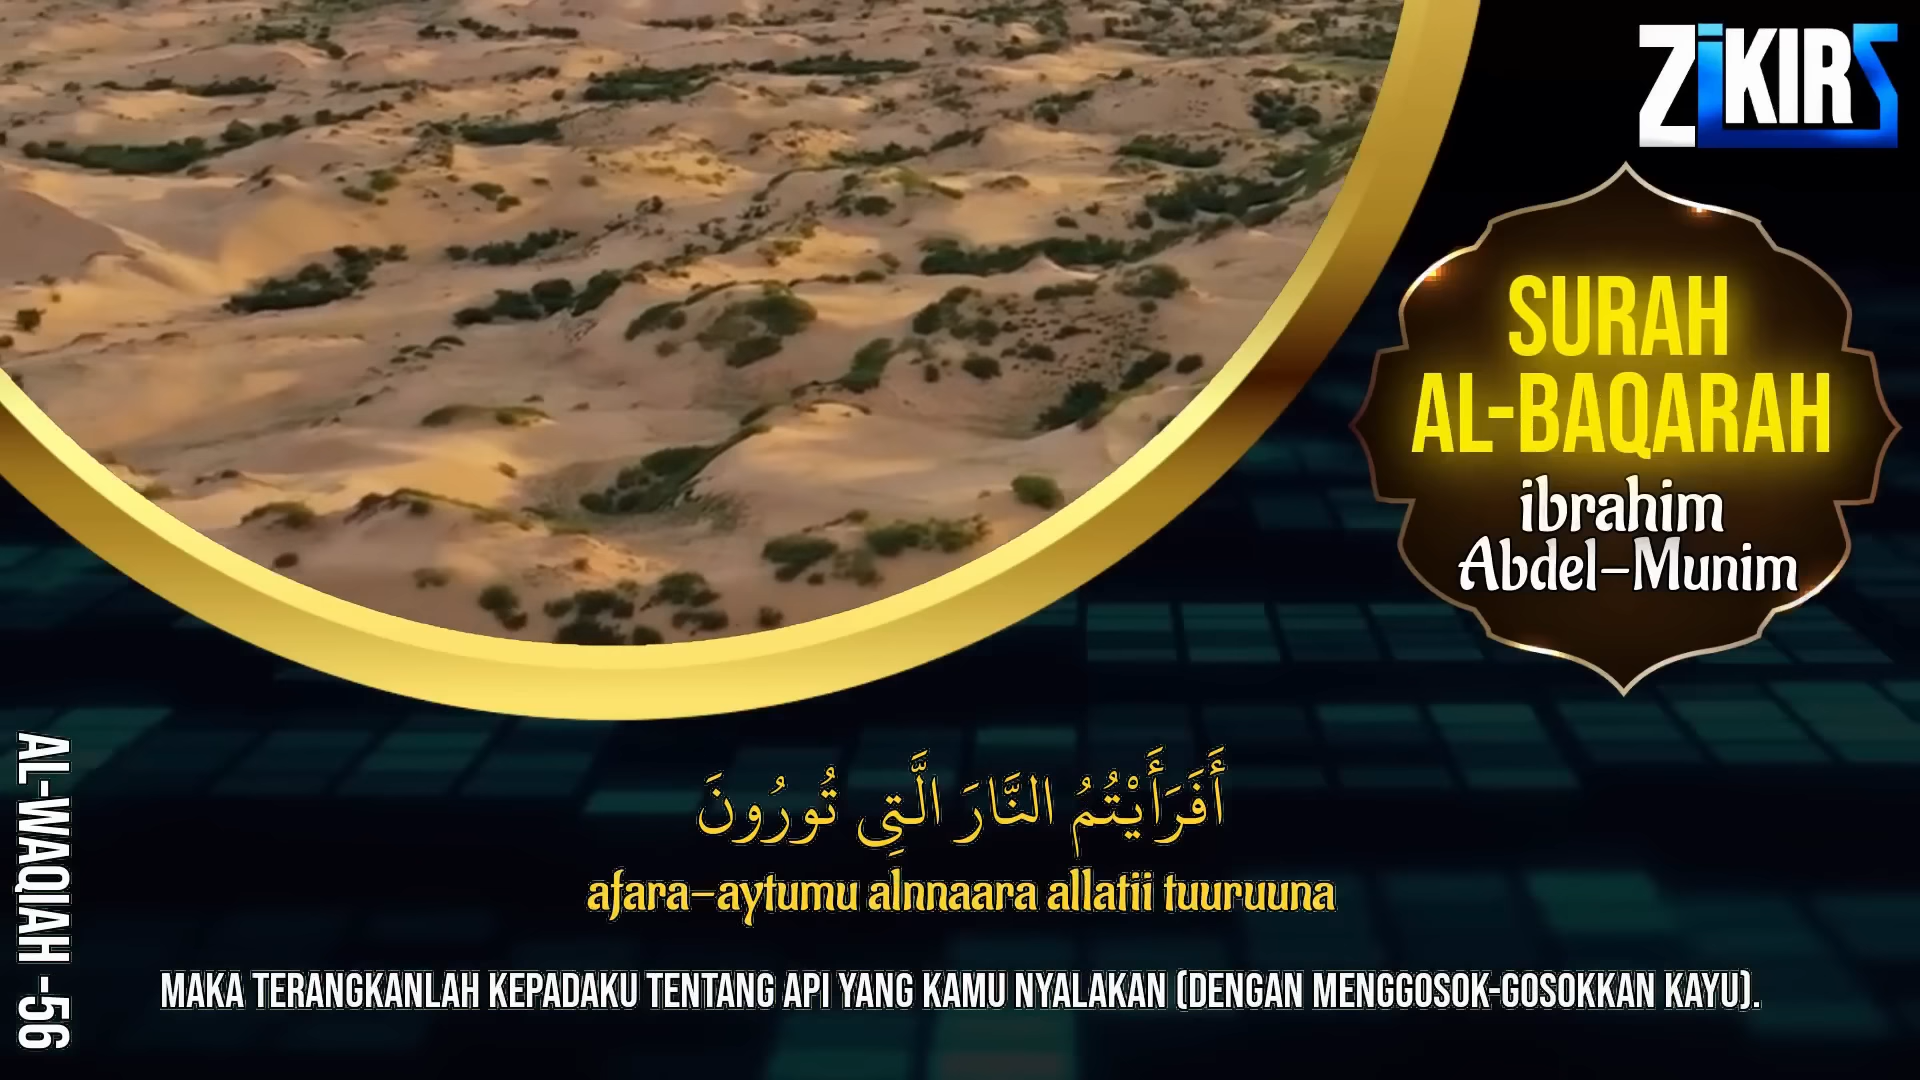 ZiKIRS
SURAH
AL-BAQARAH
ibrahim
Abdel-Munim
أَفَرَأَيْتُمُ النَّارَ الَّتِي تُورُونَ
afara-aytumu alnnaara allatii tuuruuna
MAKA TERANGKANLAH KEPADAKU TENTANG API YANG KAMU NYALAKAN (DENGAN MENGGOSOK-GOSOKKAN KAYU).
AL-WAQIAH -56